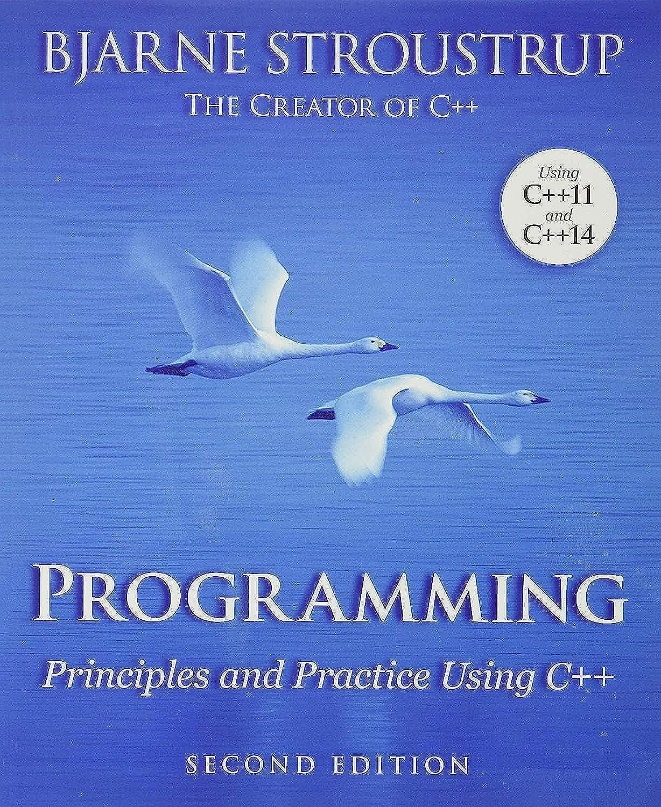 BJARNE STROUSTRUP
THE CREATOR OF C++
Using
C++11
and
C++14
PROGRAMMING
Principles and Practice Using C++
SECOND EDITION